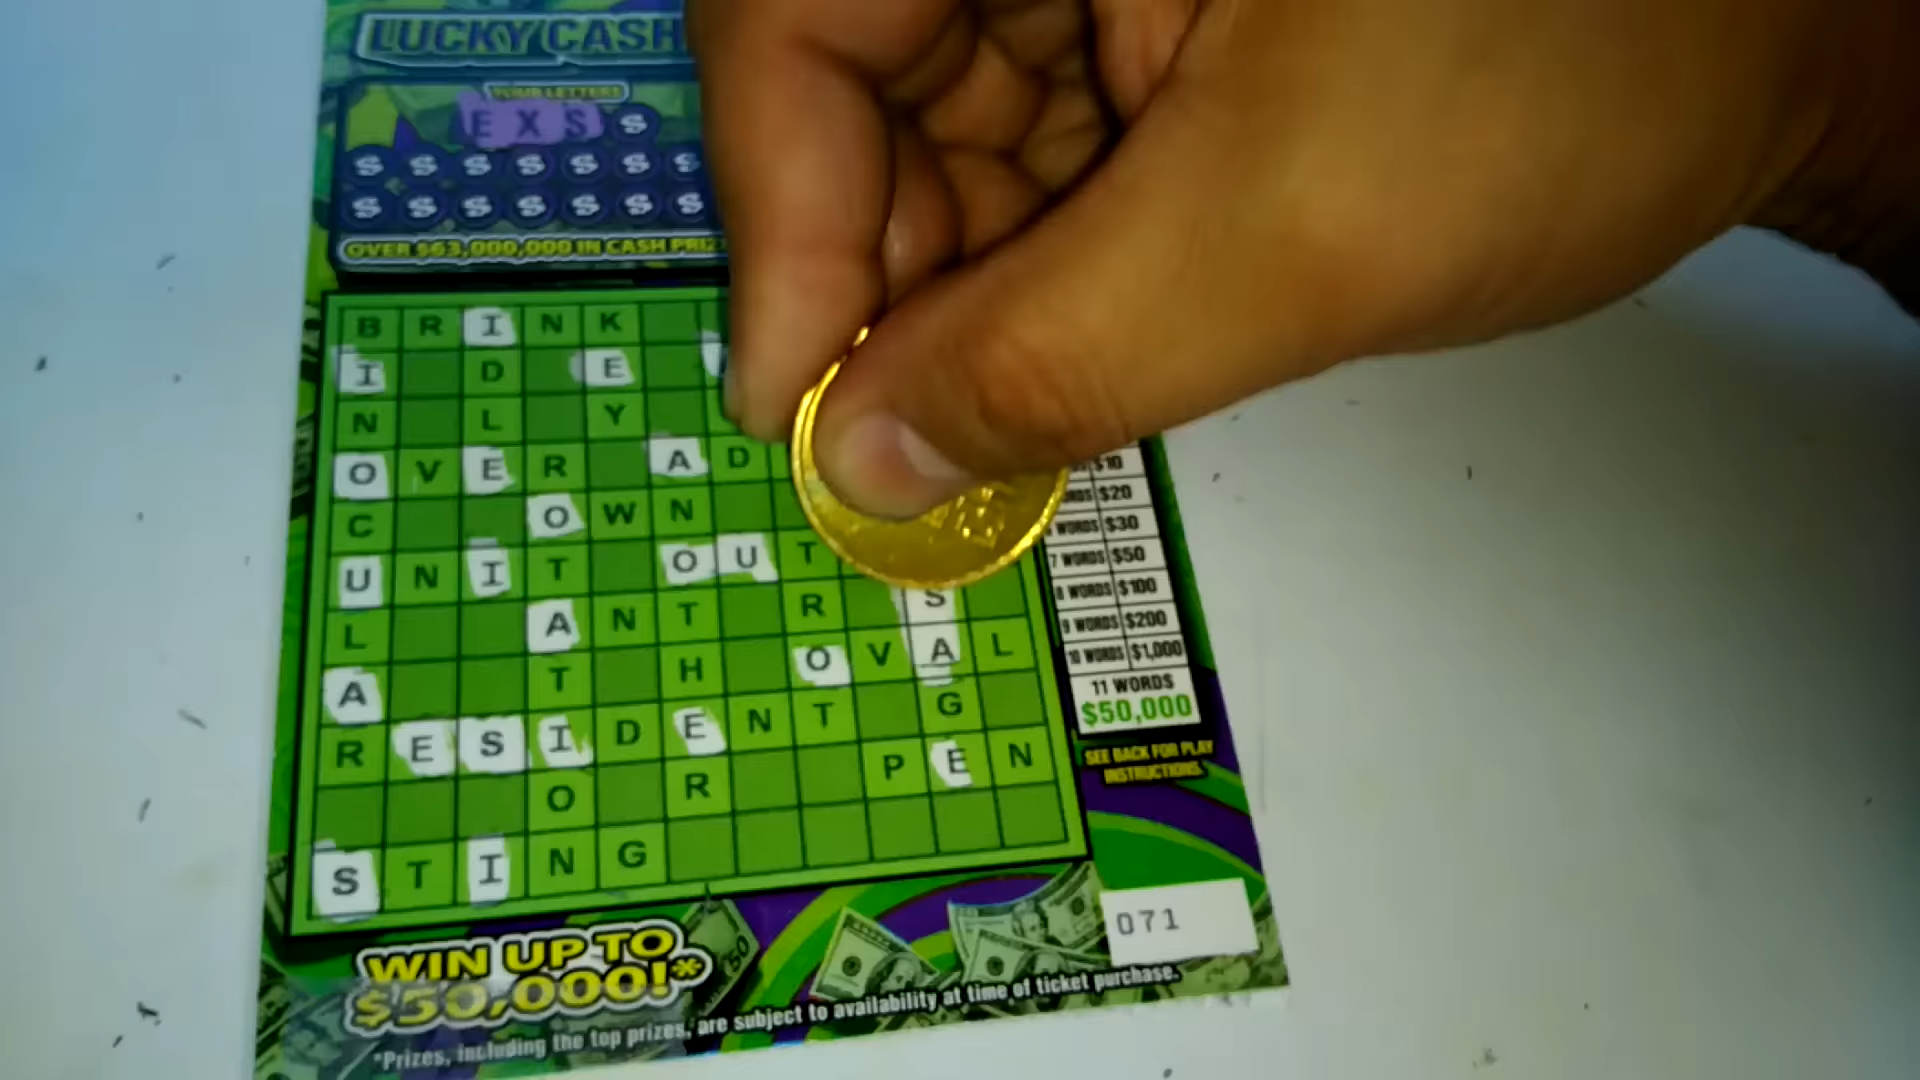 LUCKY CASH
YOUR LETTERS
E X S $
$ $ $ $ $ $ $
$ $ $ $ $ $ $
OVER $63,000,000 IN CASH
B R I N K
I D E
N L Y
O V E R A D
C O W N
U N I T O U T
L A N T R S
A T H O V A L
R E S I D E N T G
O R P E N
S T I N G
$10
$20
WORDS $30
7 WORDS $50
8 WORDS $100
9 WORDS $200
10 WORDS $1,000
11 WORDS
$50,000
SEE BACK FOR PLAY
INSTRUCTIONS.
071
WIN UP TO
$50,000!*
*Prizes, including the top prizes, are subject to availability at time of ticket purchase.